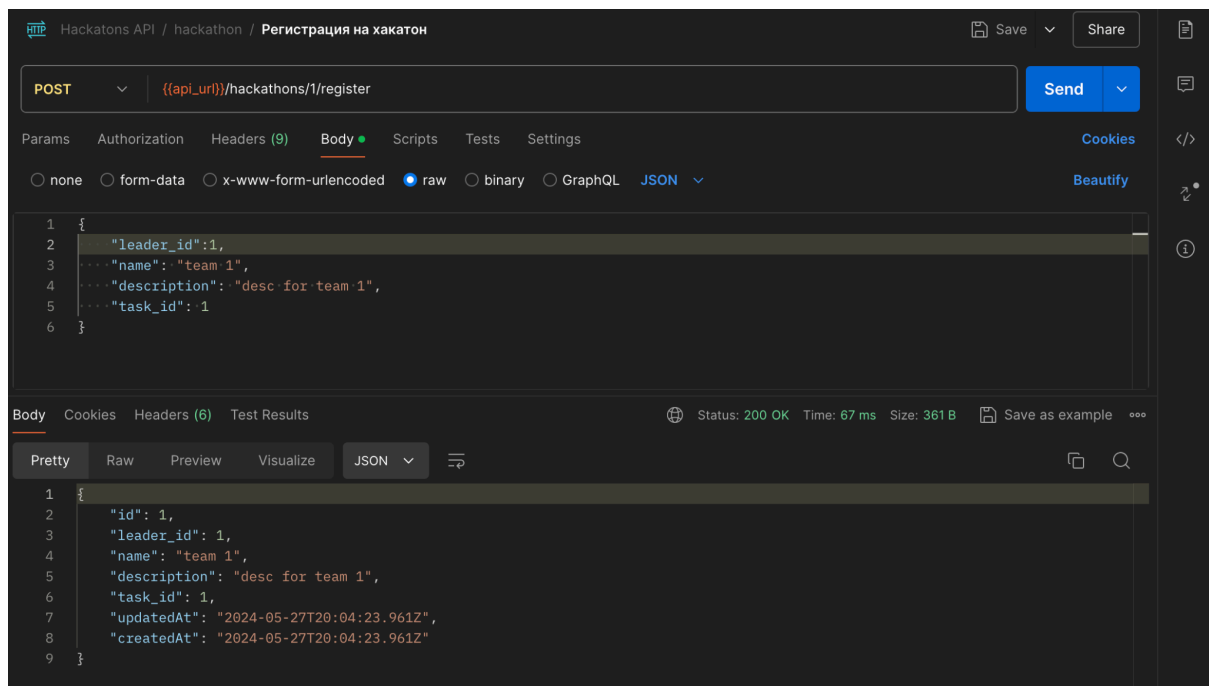 HTTP Hackatons API / hackathon / Регистрация на хакатон Save Share
POST {{api_url}}/hackathons/1/register Send
Params Authorization Headers (9) Body Scripts Tests Settings Cookies
none form-data x-www-form-urlencoded raw binary GraphQL JSON Beautify
1 {
2 "leader_id":1,
3 "name": "team 1",
4 "description": "desc for team 1",
5 "task_id": 1
6 }
Body Cookies Headers (6) Test Results Status: 200 OK Time: 67 ms Size: 361 B Save as example
Pretty Raw Preview Visualize JSON
1 {
2 "id": 1,
3 "leader_id": 1,
4 "name": "team 1",
5 "description": "desc for team 1",
6 "task_id": 1,
7 "updatedAt": "2024-05-27T20:04:23.961Z",
8 "createdAt": "2024-05-27T20:04:23.961Z"
9 }